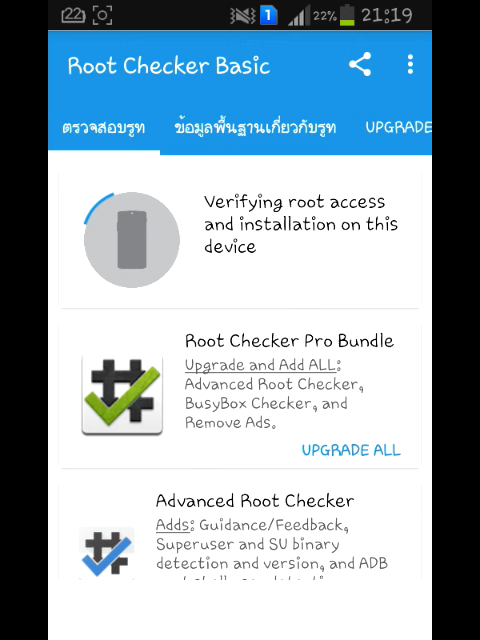 22 1 22% 21:19
Root Checker Basic
ตรวจสอบรูท ข้อมูลพื้นฐานเกี่ยวกับรูท UPGRADE
Verifying root access
and installation on this
device
Root Checker Pro Bundle
Upgrade and Add ALL:
Advanced Root Checker,
BusyBox Checker, and
Remove Ads.
UPGRADE ALL
Advanced Root Checker
Adds: Guidance/Feedback,
Superuser and SU binary
detection and version, and ADB